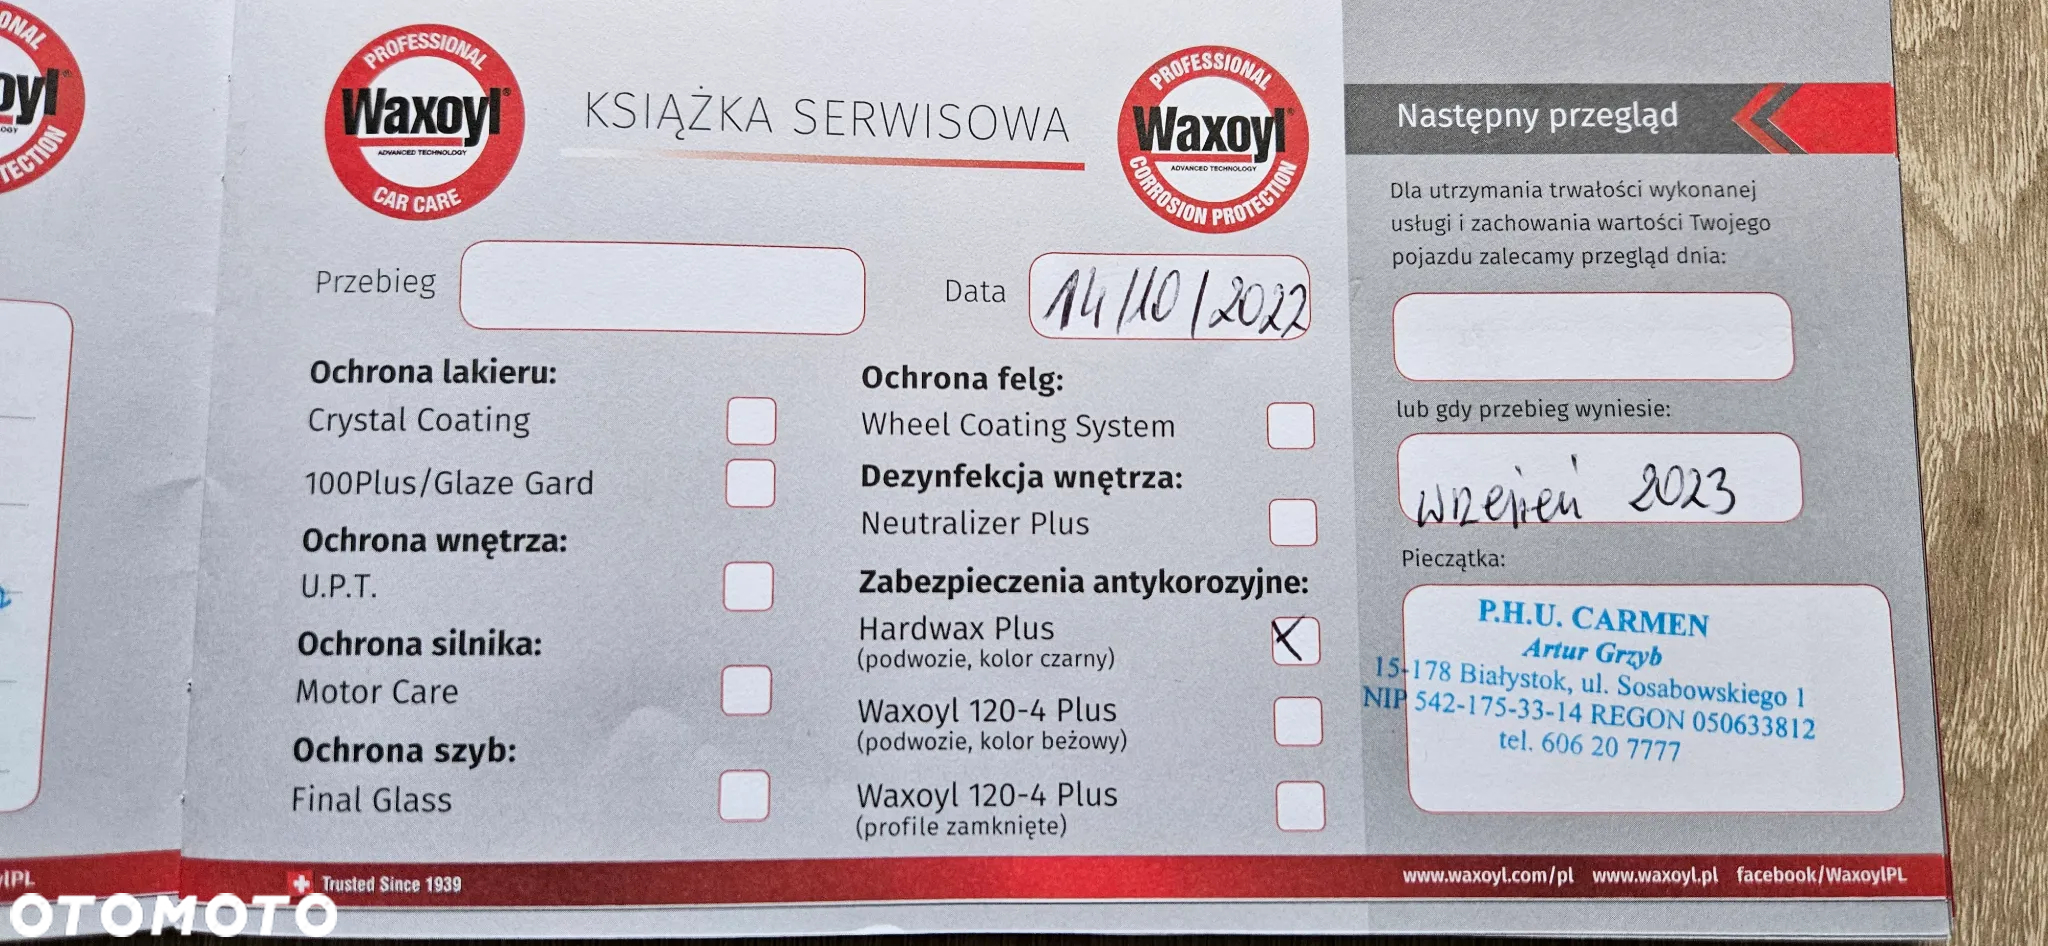 PROFESSIONAL
Waxoyl®
ADVANCED TECHNOLOGY
CAR CARE
KSIĄŻKA SERWISOWA
PROFESSIONAL
Waxoyl®
ADVANCED TECHNOLOGY
CORROSION PROTECTION
Przebieg
Data 14/10/2022
Ochrona lakieru:
Crystal Coating
100Plus/Glaze Gard
Ochrona wnętrza:
U.P.T.
Ochrona silnika:
Motor Care
Ochrona szyb:
Final Glass
Ochrona felg:
Wheel Coating System
Dezynfekcja wnętrza:
Neutralizer Plus
Zabezpieczenia antykorozyjne:
Hardwax Plus X
(podwozie, kolor czarny)
Waxoyl 120-4 Plus
(podwozie, kolor beżowy)
Waxoyl 120-4 Plus
(profile zamknięte)
Następny przegląd
Dla utrzymania trwałości wykonanej
usługi i zachowania wartości Twojego
pojazdu zalecamy przegląd dnia:
lub gdy przebieg wyniesie:
wrzesień 2023
Pieczątka:
P.H.U. CARMEN
Artur Grzyb
15-178 Białystok, ul. Sosabowskiego 1
NIP 542-175-33-14 REGON 050633812
tel. 606 20 7777
Trusted Since 1939
www.waxoyl.com/pl www.waxoyl.pl facebook/WaxoylPL
OTOMOTO